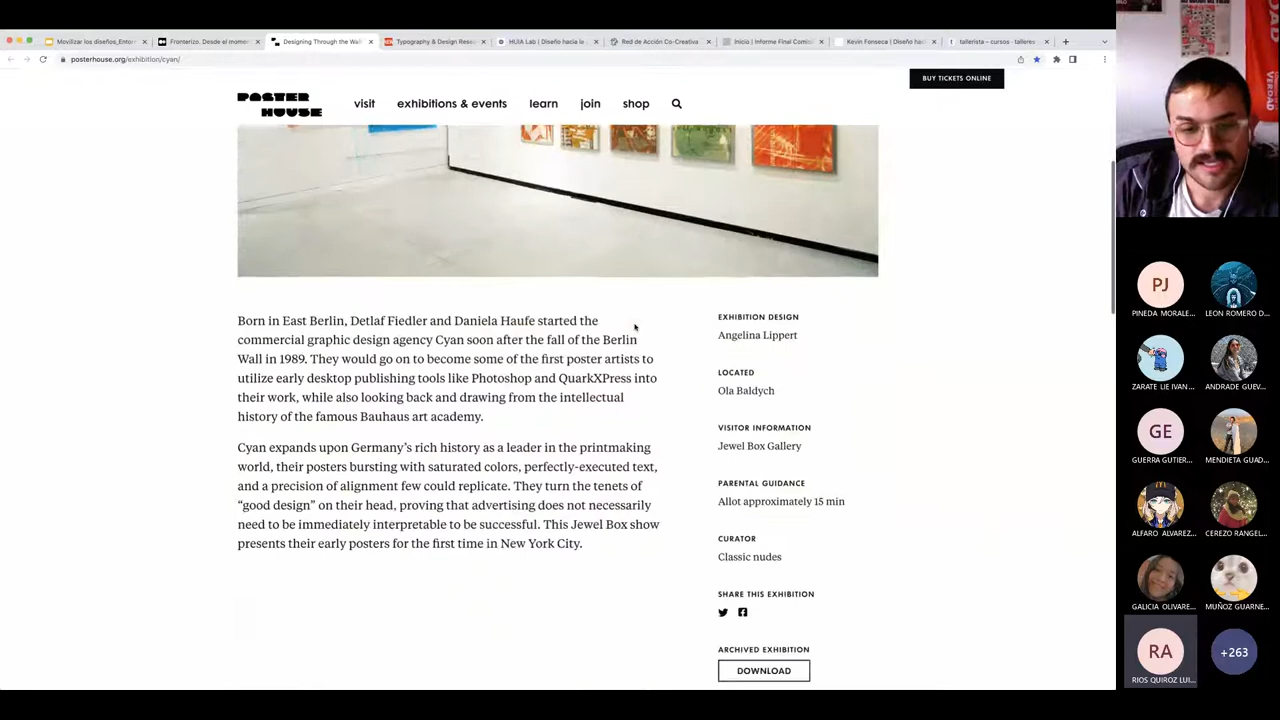 Movilizar los diseños_Entor
Fronterizo. Desde el momen
Designing Through the Wall
Typography & Design Rese
HUIA Lab | Diseño hacia la
Red de Acción Co-Creativa
Inicio | Informe Final Comisi
Kevin Fonseca | Diseño hac
tallerista – cursos · talleres
posterhouse.org/exhibition/cyan/
BUY TICKETS ONLINE
POSTER
HOUSE
visit
exhibitions & events
learn
join
shop
Born in East Berlin, Detlaf Fiedler and Daniela Haufe started the
commercial graphic design agency Cyan soon after the fall of the Berlin
Wall in 1989. They would go on to become some of the first poster artists to
utilize early desktop publishing tools like Photoshop and QuarkXPress into
their work, while also looking back and drawing from the intellectual
history of the famous Bauhaus art academy.
Cyan expands upon Germany’s rich history as a leader in the printmaking
world, their posters bursting with saturated colors, perfectly-executed text,
and a precision of alignment few could replicate. They turn the tenets of
“good design” on their head, proving that advertising does not necessarily
need to be immediately interpretable to be successful. This Jewel Box show
presents their early posters for the first time in New York City.
EXHIBITION DESIGN
Angelina Lippert
LOCATED
Ola Baldych
VISITOR INFORMATION
Jewel Box Gallery
PARENTAL GUIDANCE
Allot approximately 15 min
CURATOR
Classic nudes
SHARE THIS EXHIBITION
ARCHIVED EXHIBITION
DOWNLOAD
VERDAD
PJ
PINEDA MORALE...
LEON ROMERO D...
ZARATE LIE IVAN...
ANDRADE GUEV...
GE
GUERRA GUTIER...
MENDIETA GUAD...
ALFARO ALVAREZ...
CEREZO RANGEL...
GALICIA OLIVARE...
MUÑOZ GUARNE...
RA
RIOS QUIROZ LUI...
+263